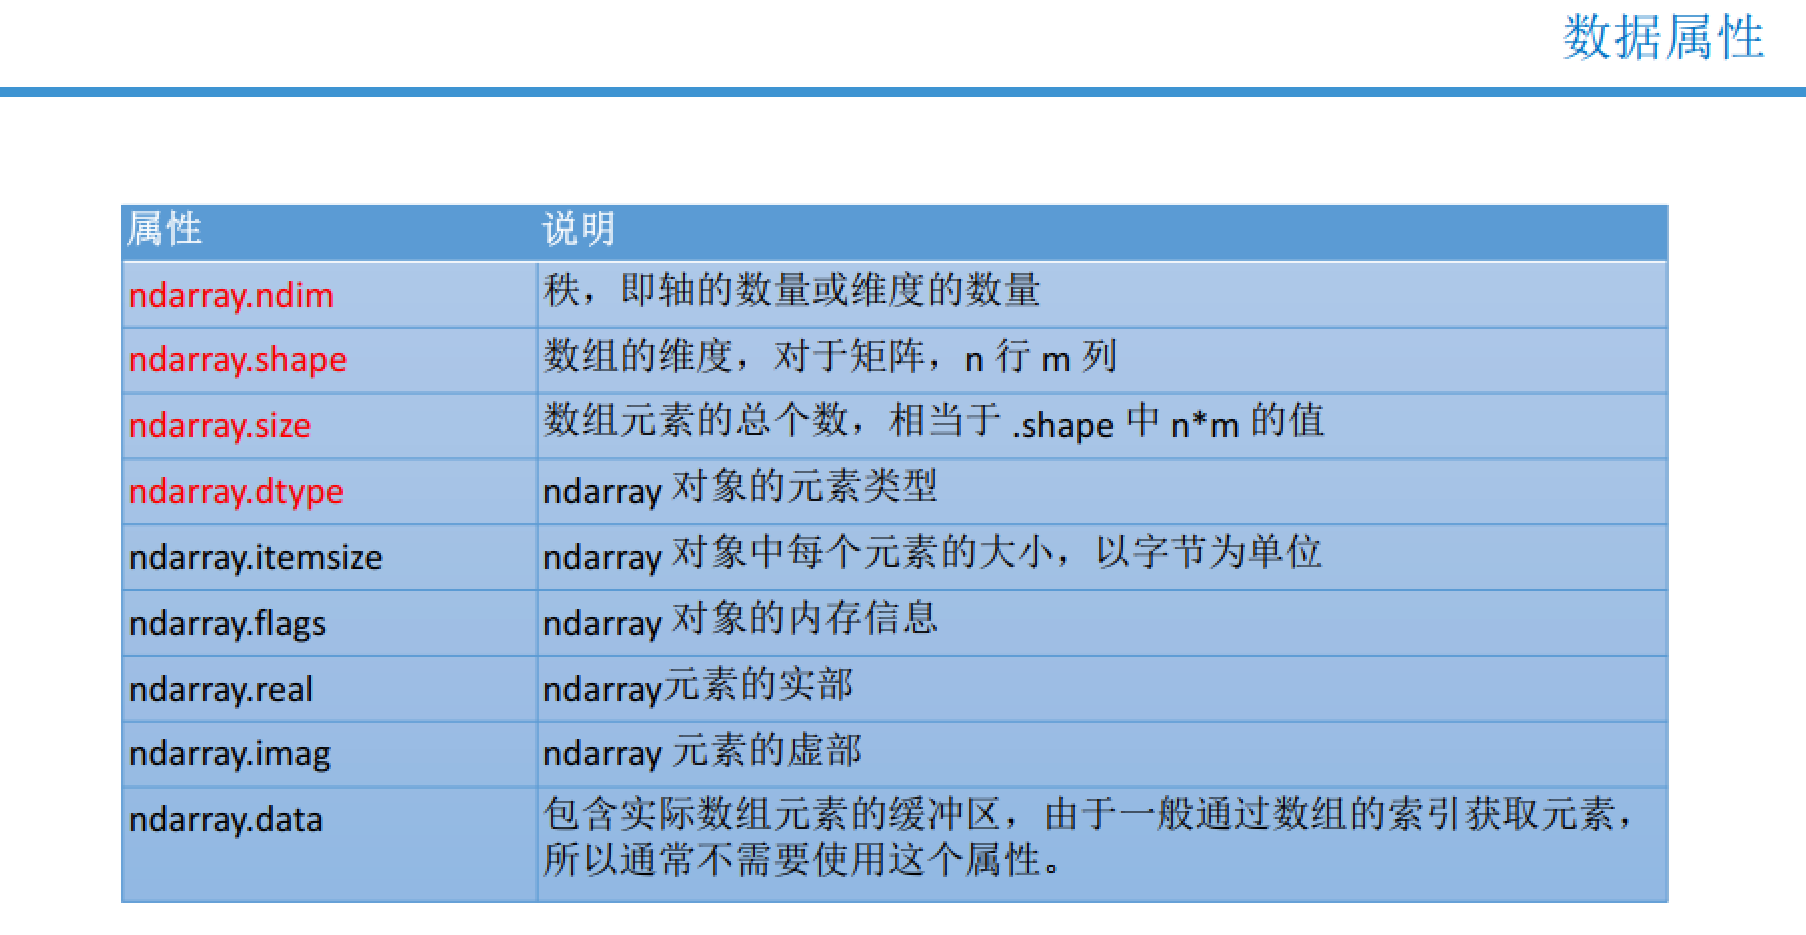 数据属性
属性 说明
ndarray.ndim 秩，即轴的数量或维度的数量
ndarray.shape 数组的维度，对于矩阵，n 行 m 列
ndarray.size 数组元素的总个数，相当于 .shape 中 n*m 的值
ndarray.dtype ndarray 对象的元素类型
ndarray.itemsize ndarray 对象中每个元素的大小，以字节为单位
ndarray.flags ndarray 对象的内存信息
ndarray.real ndarray元素的实部
ndarray.imag ndarray 元素的虚部
ndarray.data 包含实际数组元素的缓冲区，由于一般通过数组的索引获取元素，
所以通常不需要使用这个属性。